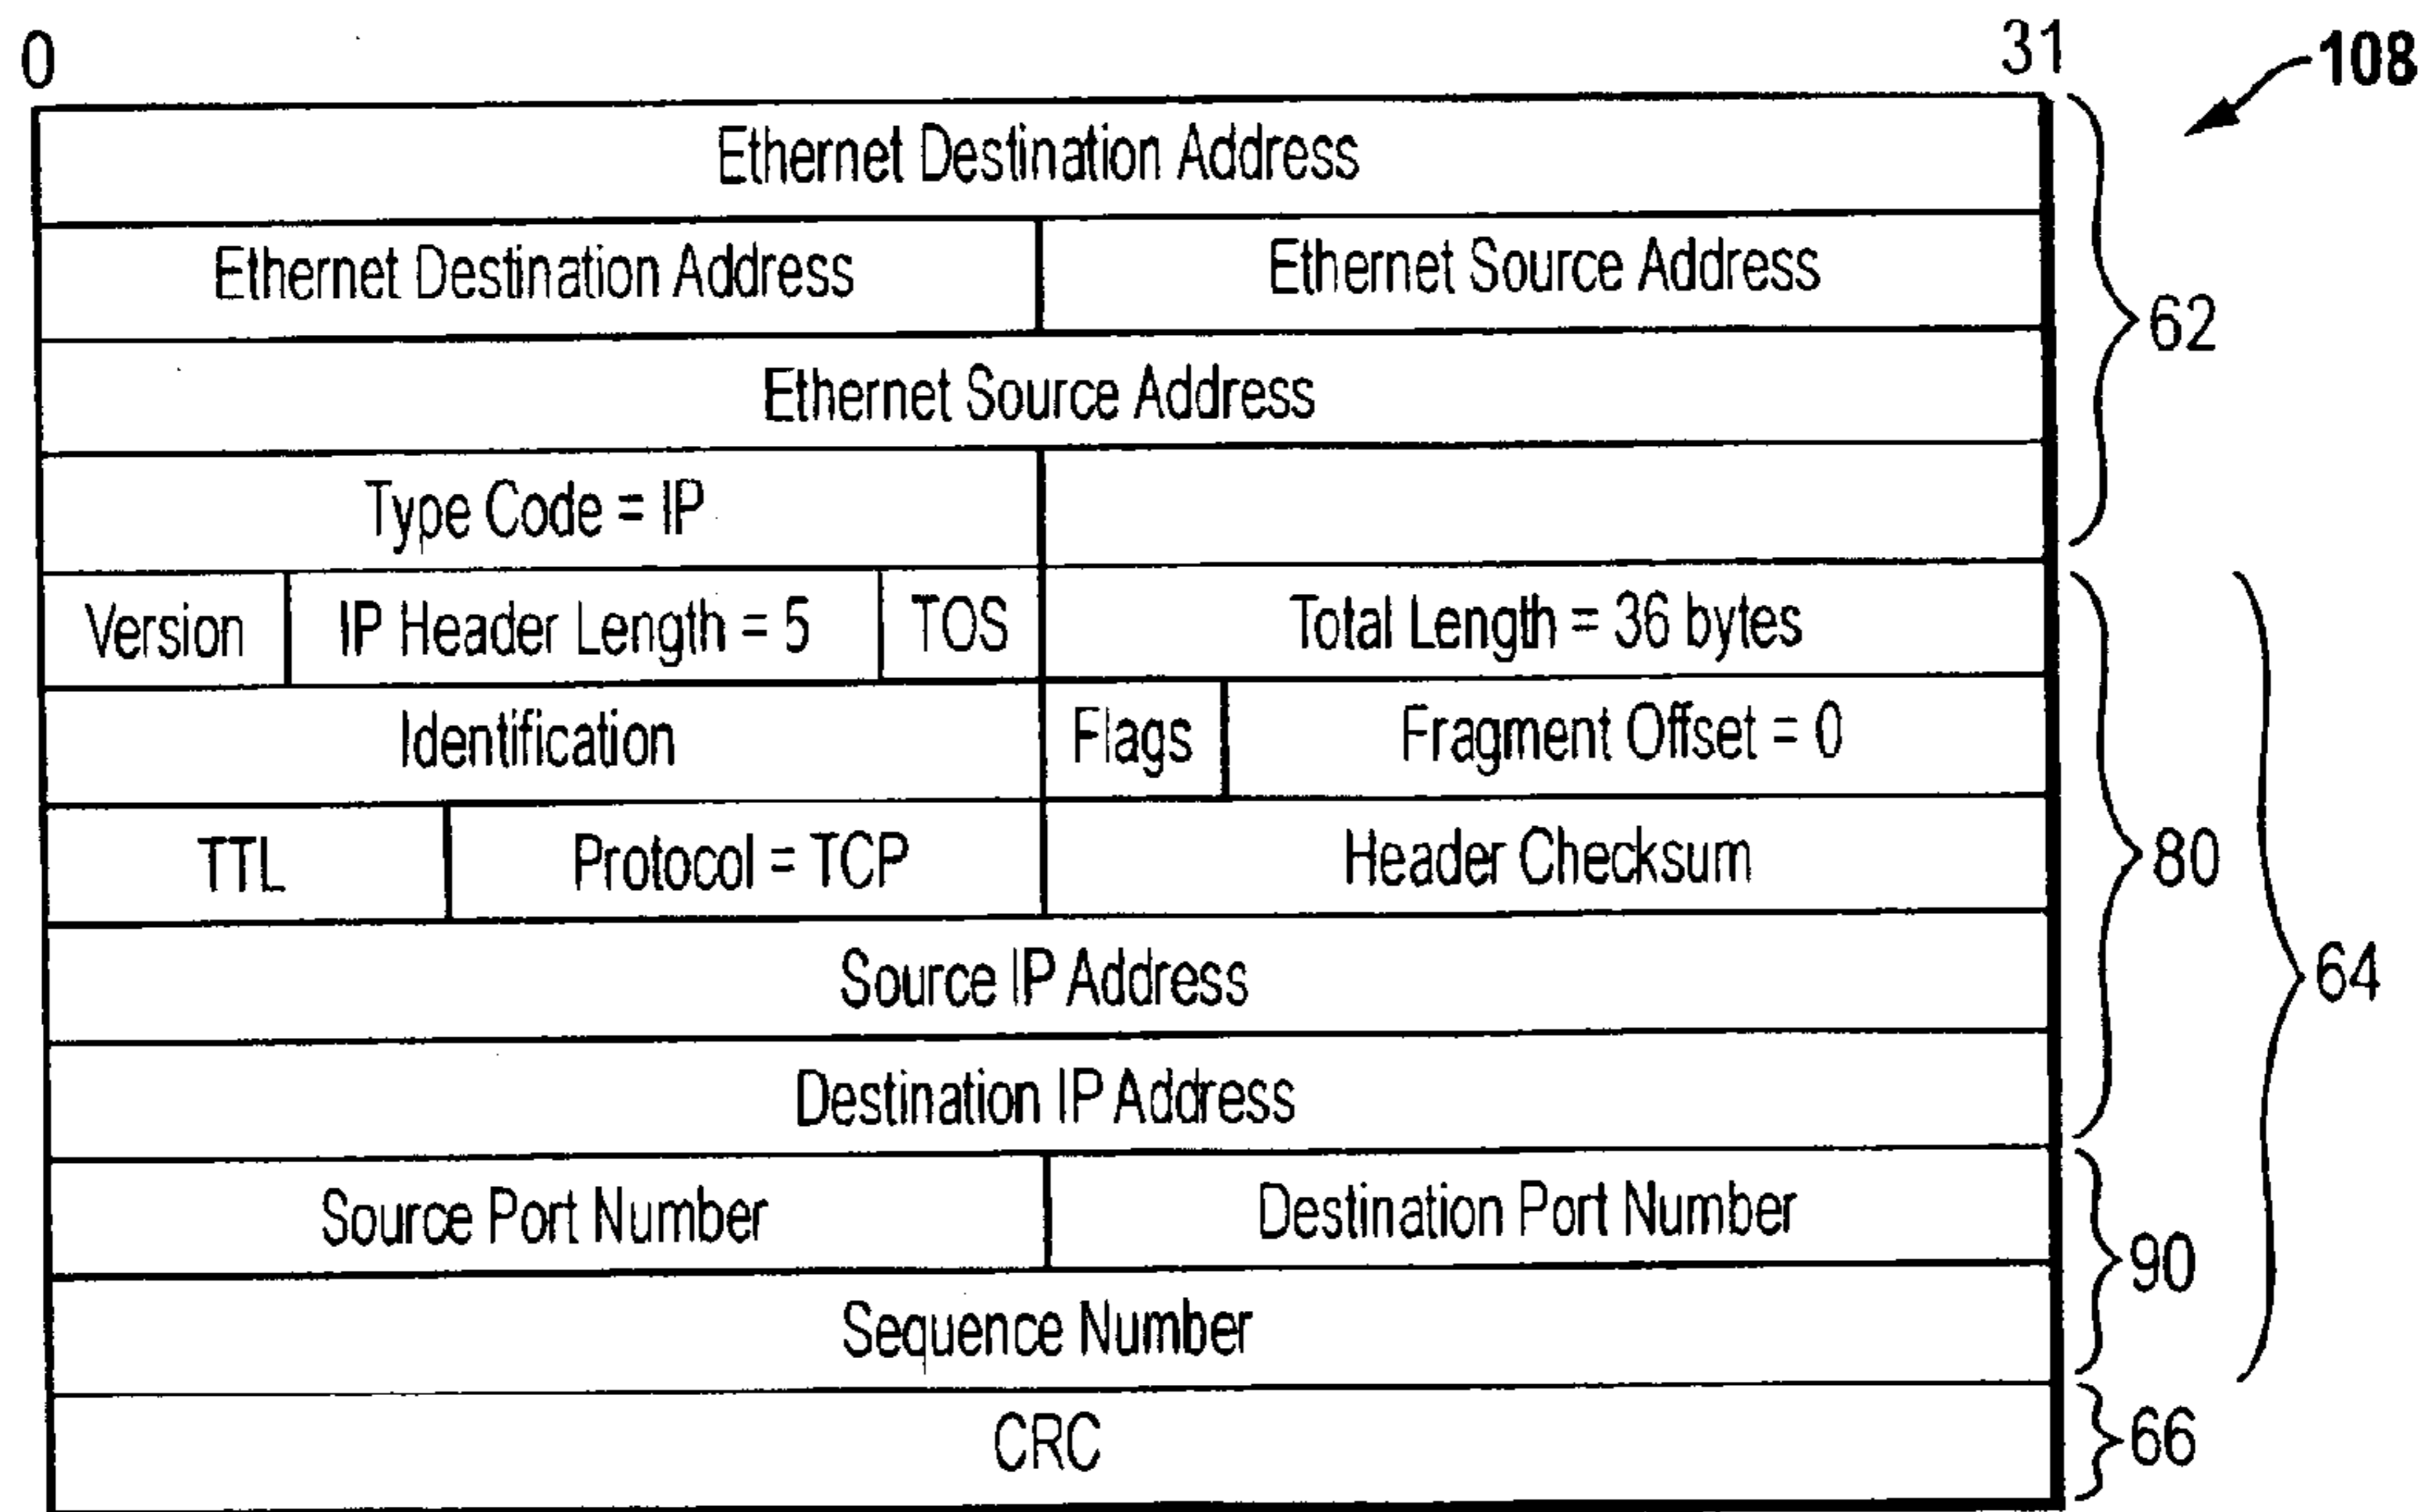 0 31 108
Ethernet Destination Address
Ethernet Destination Address Ethernet Source Address
62
Ethernet Source Address
Type Code = IP
Version IP Header Length = 5 TOS Total Length = 36 bytes
Identification Flags Fragment Offset = 0
TTL Protocol = TCP Header Checksum 80
Source IP Address 64
Destination IP Address
Source Port Number Destination Port Number
90
Sequence Number
CRC 66